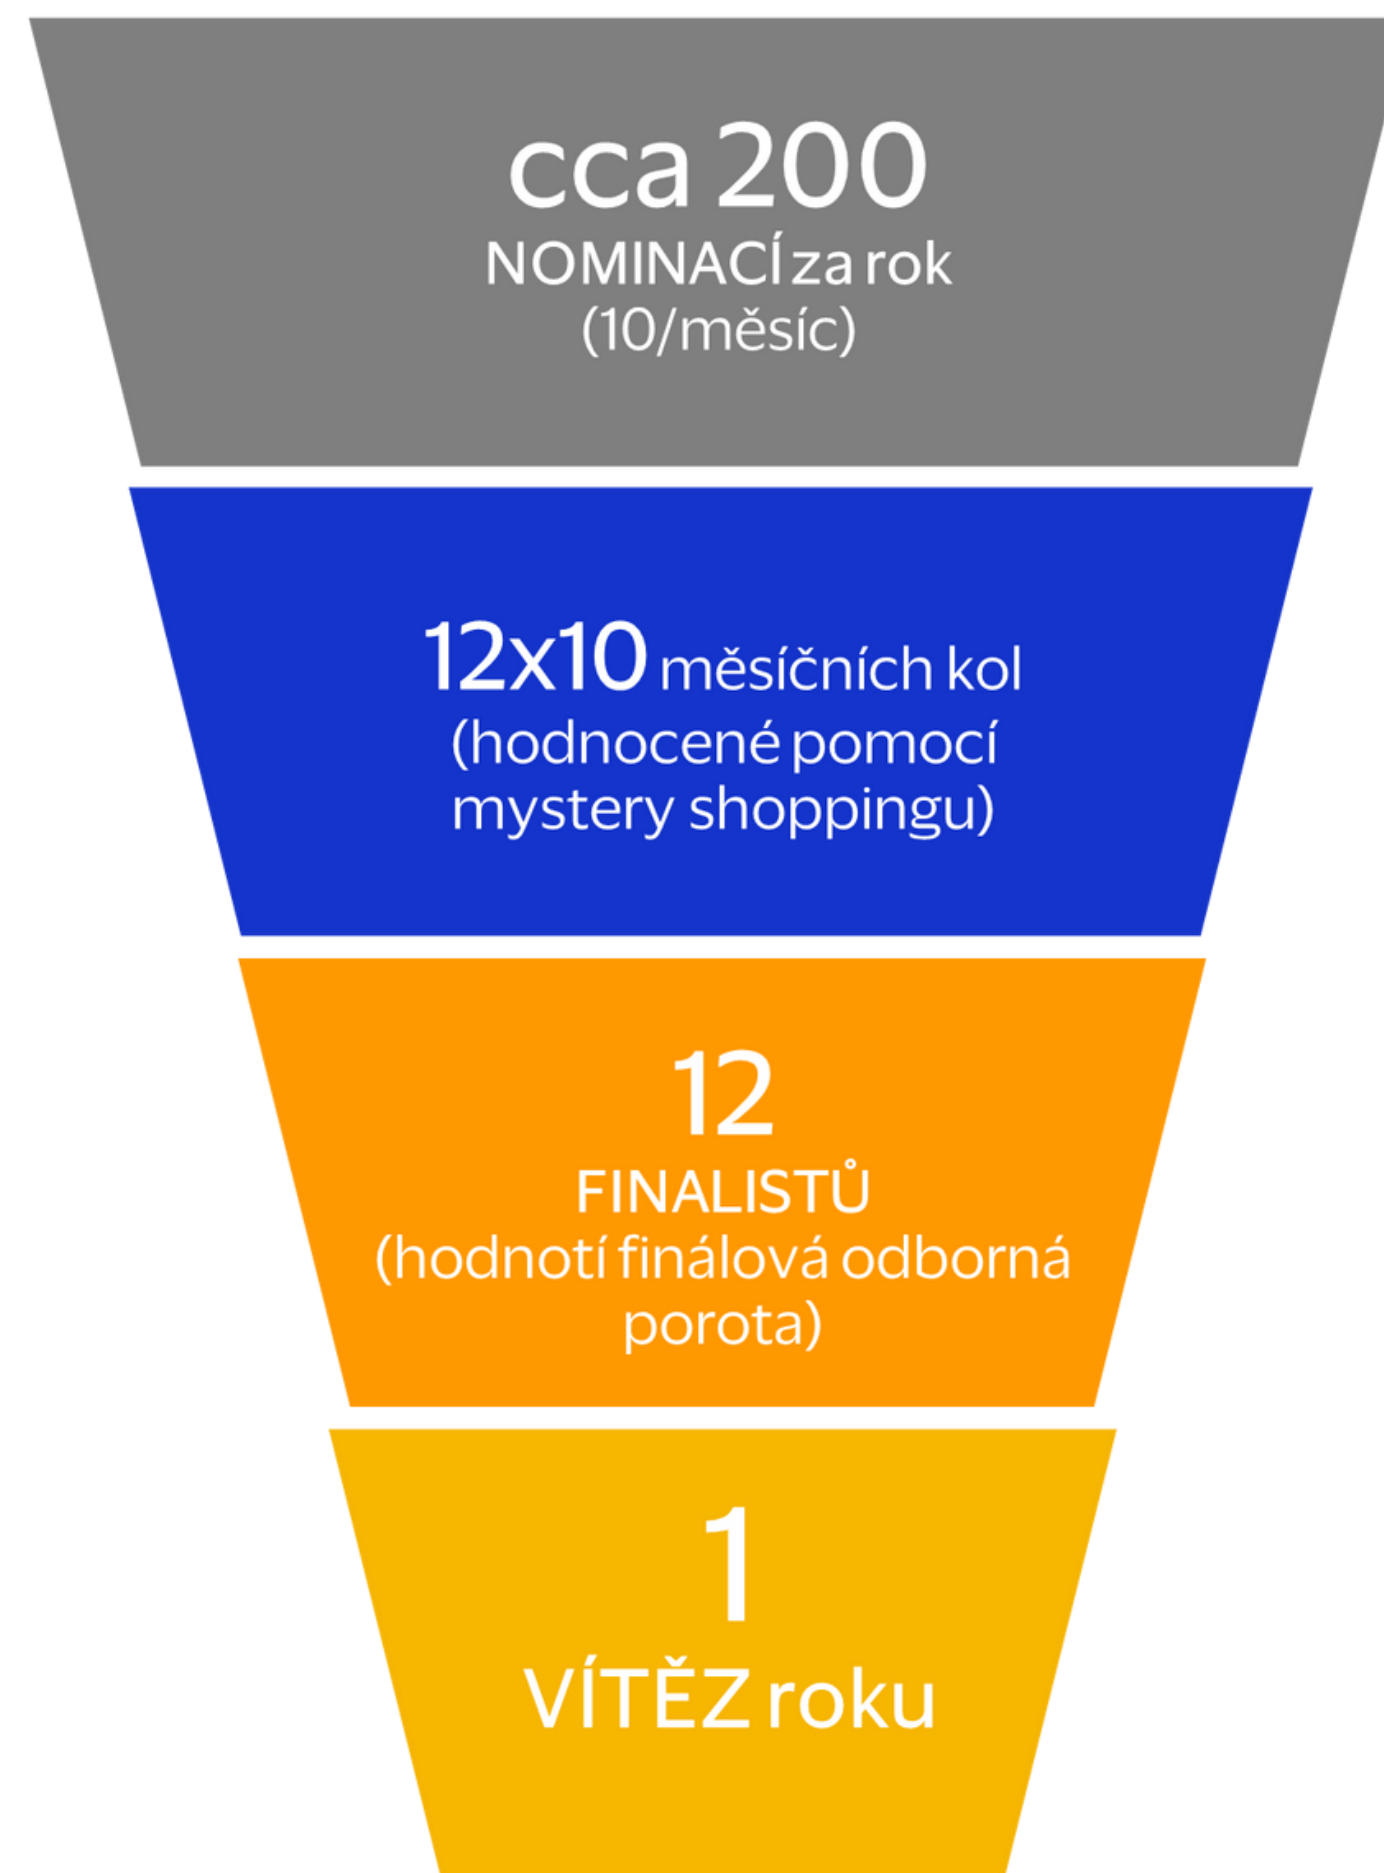 cca 200
NOMINACÍ za rok
(10/měsíc)
12x10 měsíčních kol
(hodnocené pomocí
mystery shoppingu)
12
FINALISTŮ
(hodnotí finálová odborná
porota)
1
VÍTĚZ roku